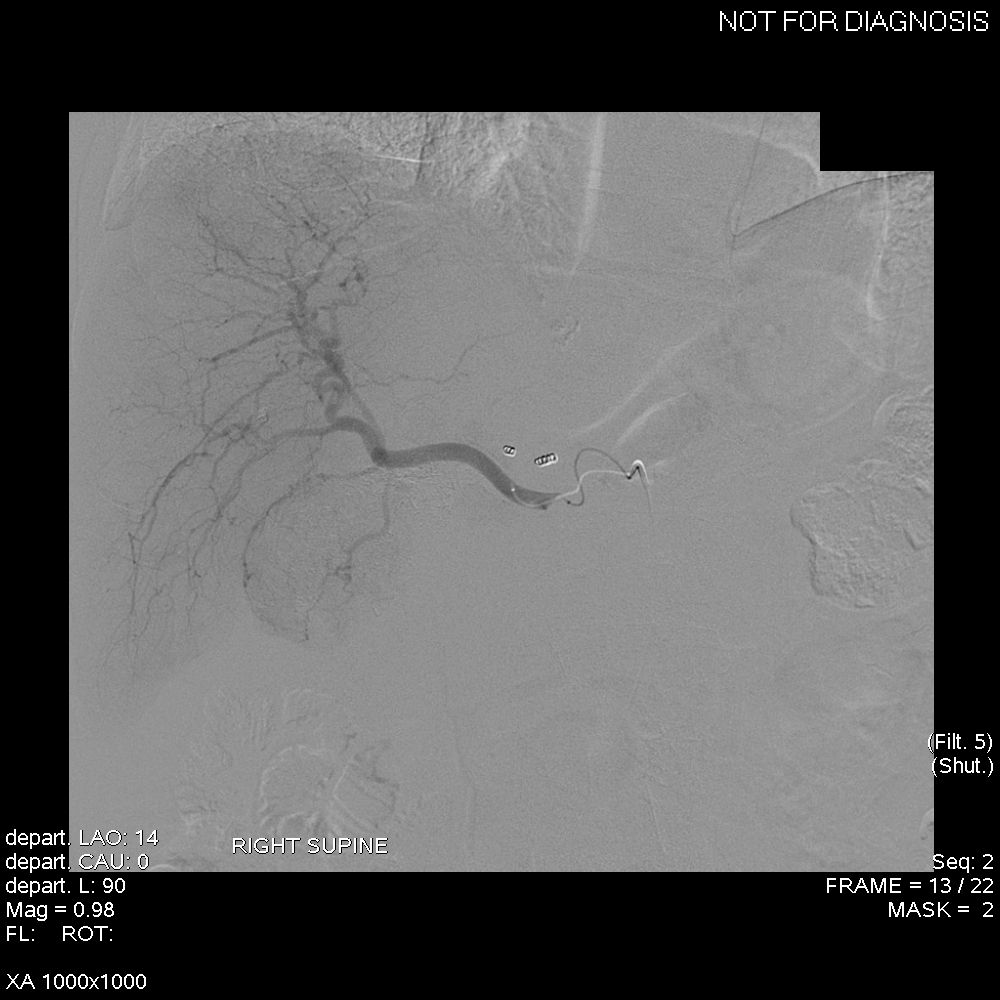 NOT FOR DIAGNOSIS
(Filt. 5)
(Shut.)
depart. LAO: 14
RIGHT SUPINE
depart. CAU: 0
Seq: 2
depart. L: 90
FRAME = 13 / 22
Mag = 0.98
MASK = 2
FL: ROT:
XA 1000x1000